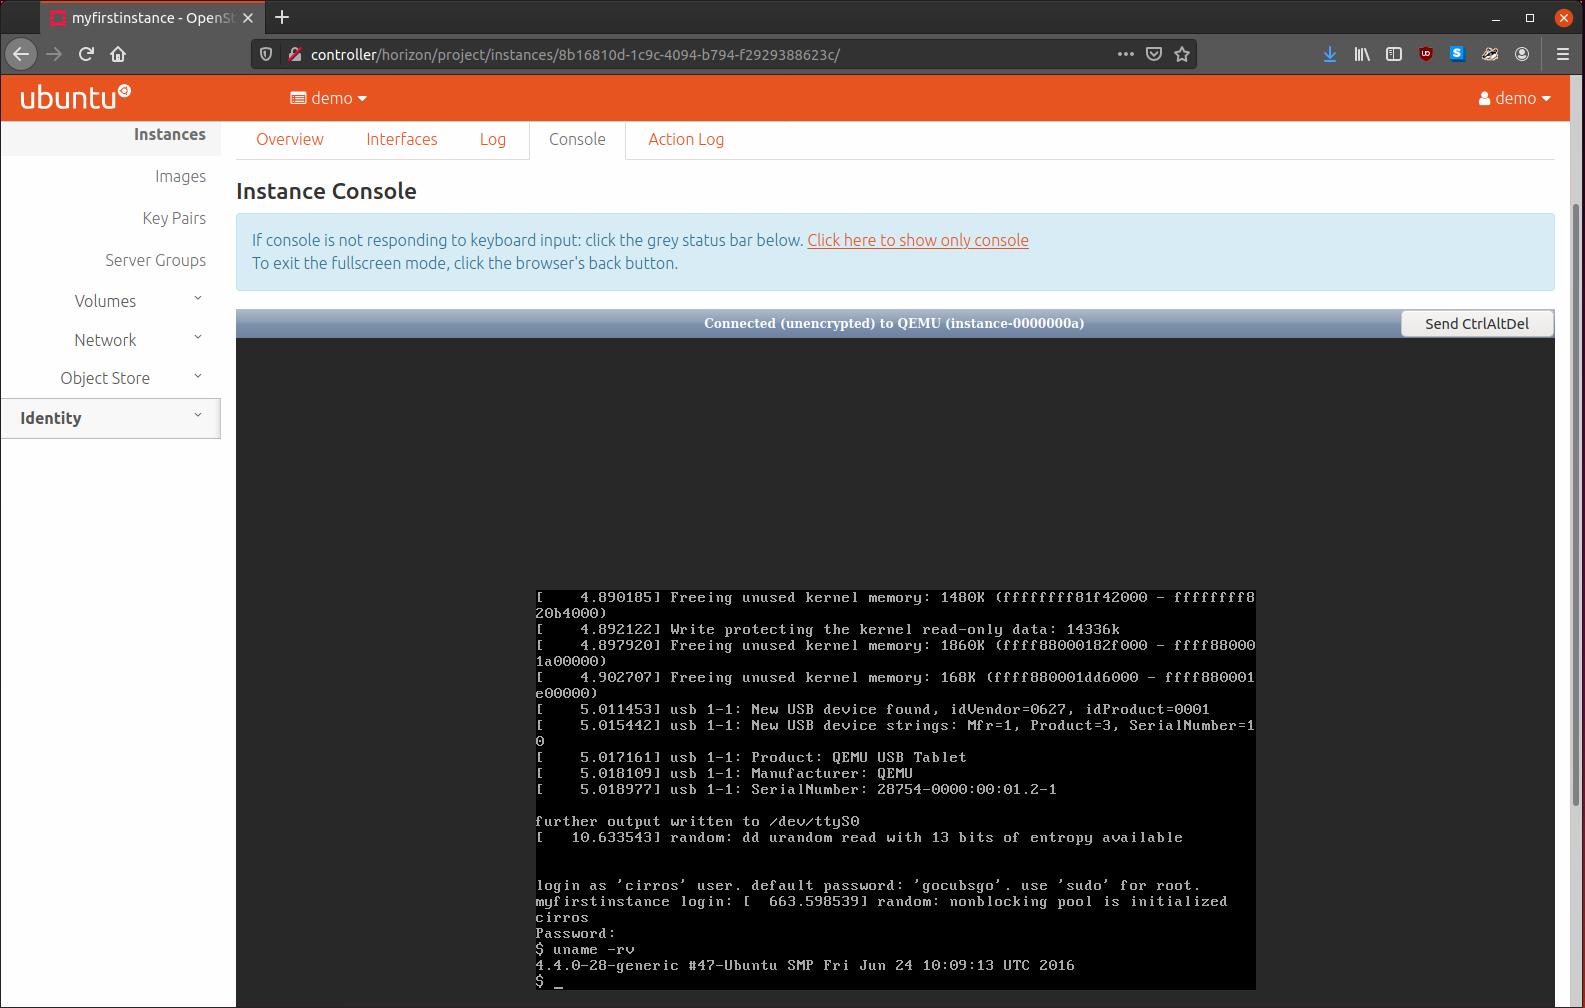 myfirstinstance - OpenSt
controller/horizon/project/instances/8b16810d-1c9c-4094-b794-f2929388623c/
ubuntu
demo
demo
Instances
Images
Key Pairs
Server Groups
Volumes
Network
Object Store
Identity
Overview Interfaces Log Console Action Log
Instance Console
If console is not responding to keyboard input: click the grey status bar below. Click here to show only console
To exit the fullscreen mode, click the browser's back button.
Connected (unencrypted) to QEMU (instance-0000000a)
Send CtrlAltDel
[    4.890185] Freeing unused kernel memory: 1480K (ffffffff81f42000 - ffffffff8
20b4000)
[    4.892122] Write protecting the kernel read-only data: 14336k
[    4.897920] Freeing unused kernel memory: 1860K (ffff88000182f000 - ffff88000
1a00000)
[    4.902707] Freeing unused kernel memory: 168K (ffff880001dd6000 - ffff880001
e00000)
[    5.011453] usb 1-1: New USB device found, idVendor=0627, idProduct=0001
[    5.015442] usb 1-1: New USB device strings: Mfr=1, Product=3, SerialNumber=1
0
[    5.017161] usb 1-1: Product: QEMU USB Tablet
[    5.018109] usb 1-1: Manufacturer: QEMU
[    5.018977] usb 1-1: SerialNumber: 28754-0000:00:01.2-1
further output written to /dev/ttyS0
[   10.633543] random: dd urandom read with 13 bits of entropy available
login as 'cirros' user. default password: 'gocubsgo'. use 'sudo' for root.
myfirstinstance login: [  663.598539] random: nonblocking pool is initialized
cirros
Password:
$ uname -rv
4.4.0-28-generic #47-Ubuntu SMP Fri Jun 24 10:09:13 UTC 2016
$ _